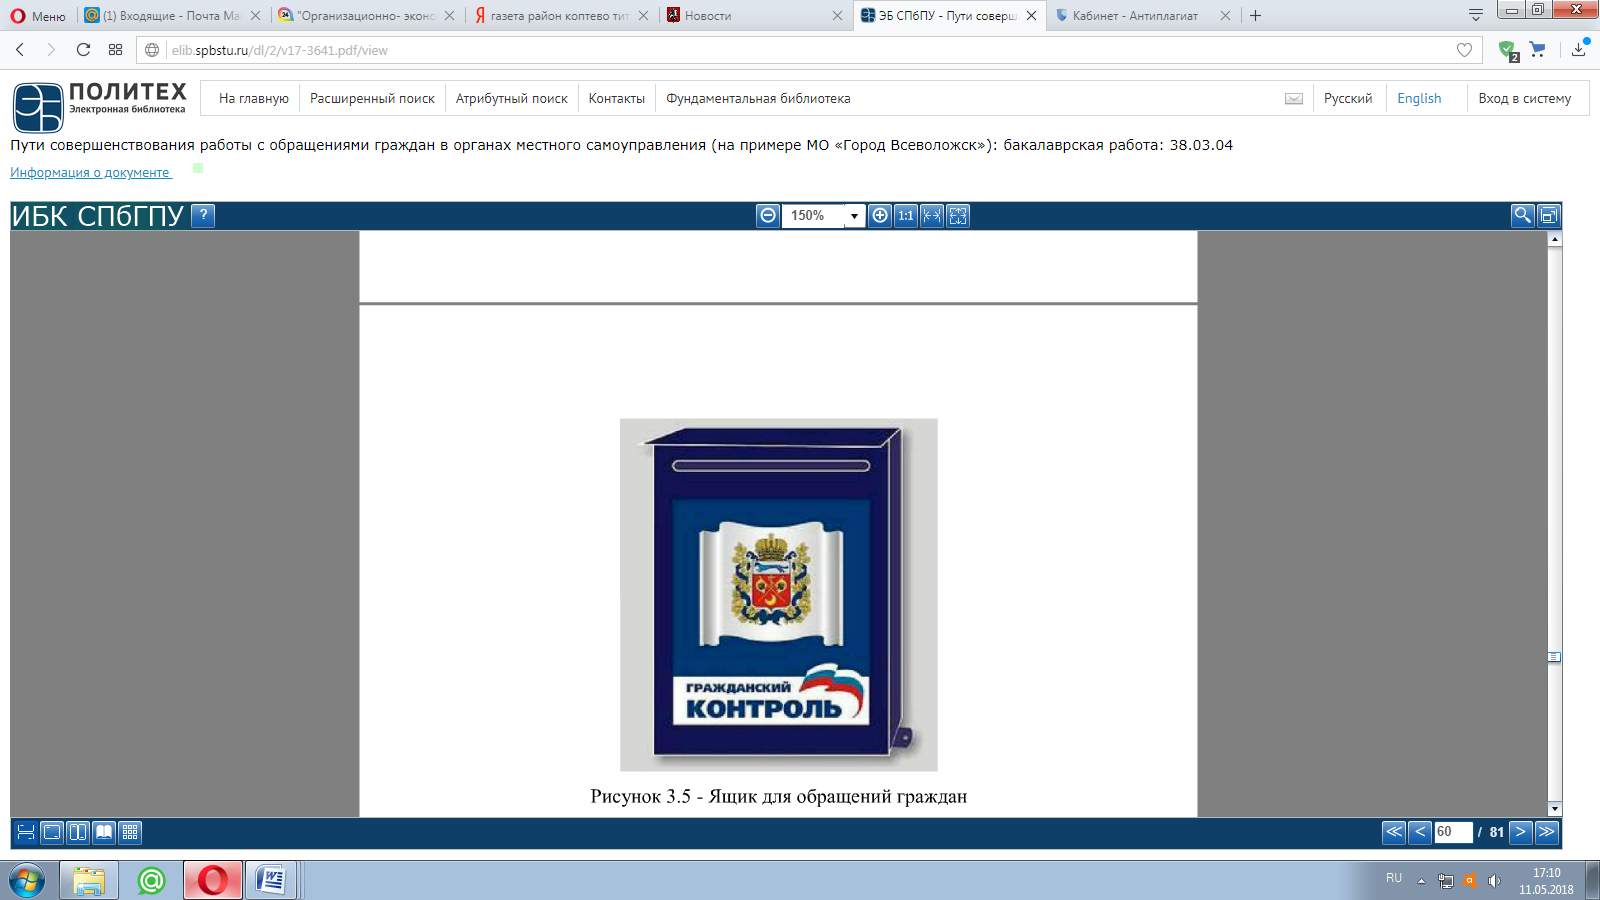 Меню
(1) Входящие - Почта Ma
"Организационно- эконо
газета район коптево тит
Новости
ЭБ СПбПУ - Пути соверш
Кабинет - Антиплагиат
elib.spbstu.ru/dl/2/v17-3641.pdf/view
2
ЭБ
ПОЛИТЕХ
Электронная библиотека
На главную
Расширенный поиск
Атрибутный поиск
Контакты
Фундаментальная библиотека
Русский
English
Вход в систему
Пути совершенствования работы с обращениями граждан в органах местного самоуправления (на примере МО «Город Всеволожск»): бакалаврская работа: 38.03.04
Информация о документе
ИБК СПбГПУ
?
150%
1:1
ГРАЖДАНСКИЙ
КОНТРОЛЬ
Рисунок 3.5 - Ящик для обращений граждан
60 / 81
RU
17:10
11.05.2018